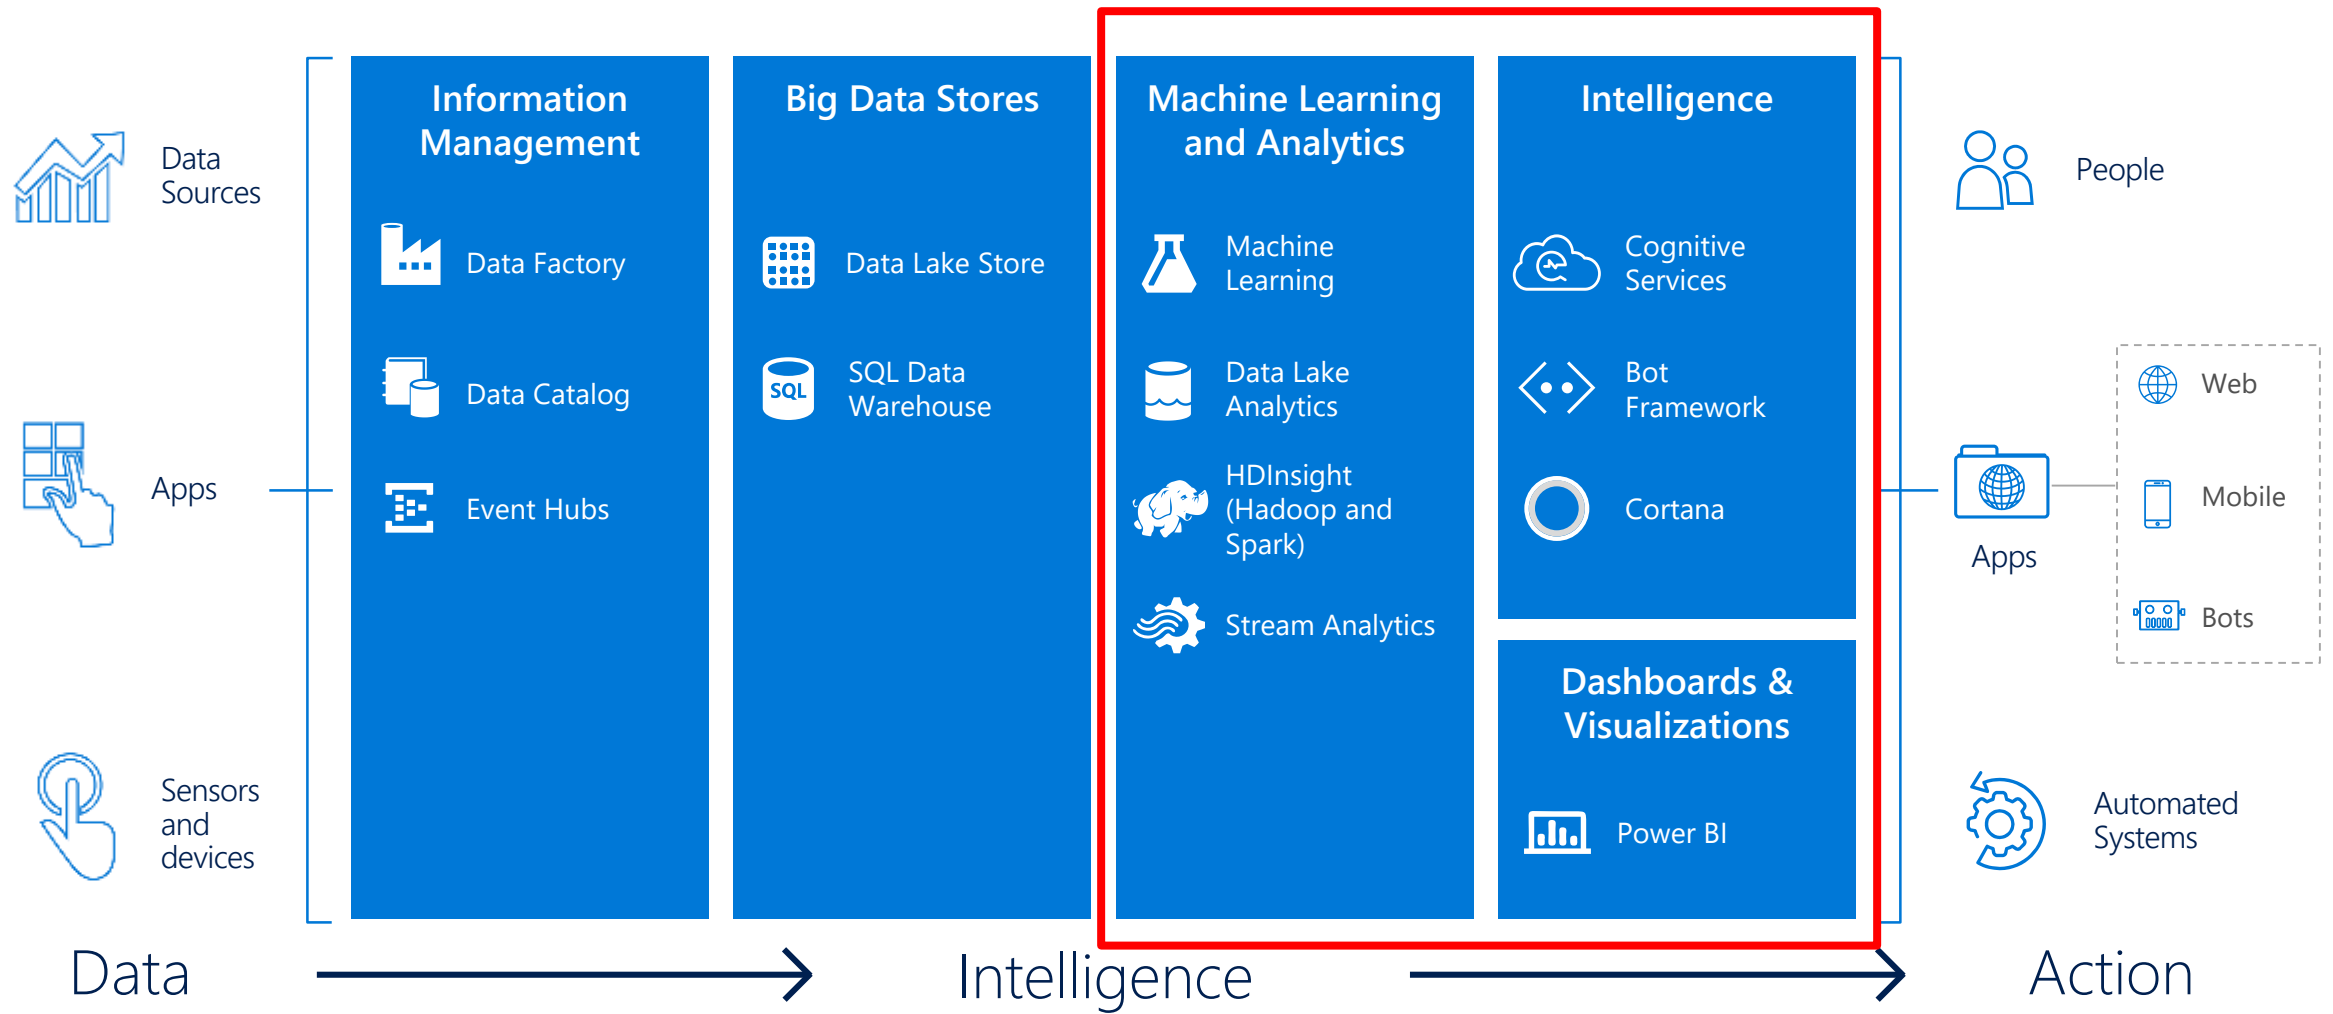 Data
Sources
Apps
Sensors
and
devices
Information
Management
Data Factory
Data Catalog
Event Hubs
Big Data Stores
Data Lake Store
SQL
SQL Data
Warehouse
Machine Learning
and Analytics
Machine
Learning
Data Lake
Analytics
HDInsight
(Hadoop and
Spark)
Stream Analytics
Intelligence
Cognitive
Services
Bot
Framework
Cortana
Dashboards &
Visualizations
Power BI
People
Apps
Web
Mobile
Bots
Automated
Systems
Data
Intelligence
Action